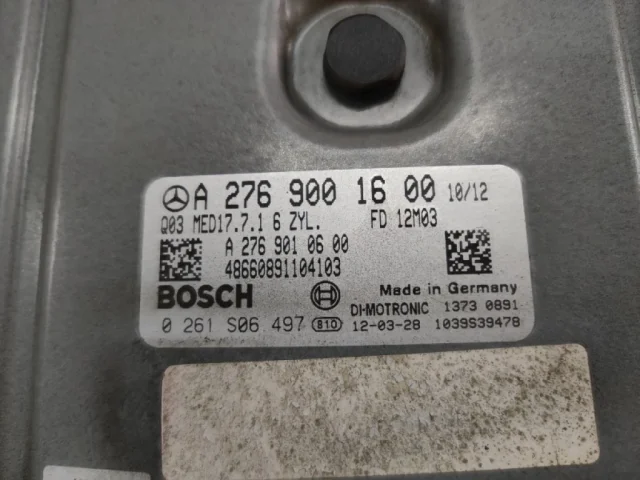 A 276 900 16 00 10/12
Q03 MED17.7.1 6 ZYL. FD 12M03
A 276 901 06 00
48660891104103
BOSCH
Made in Germany
DI-MOTRONIC 1373 0891
0 261 S06 497 810 12-03-28 1039S39478